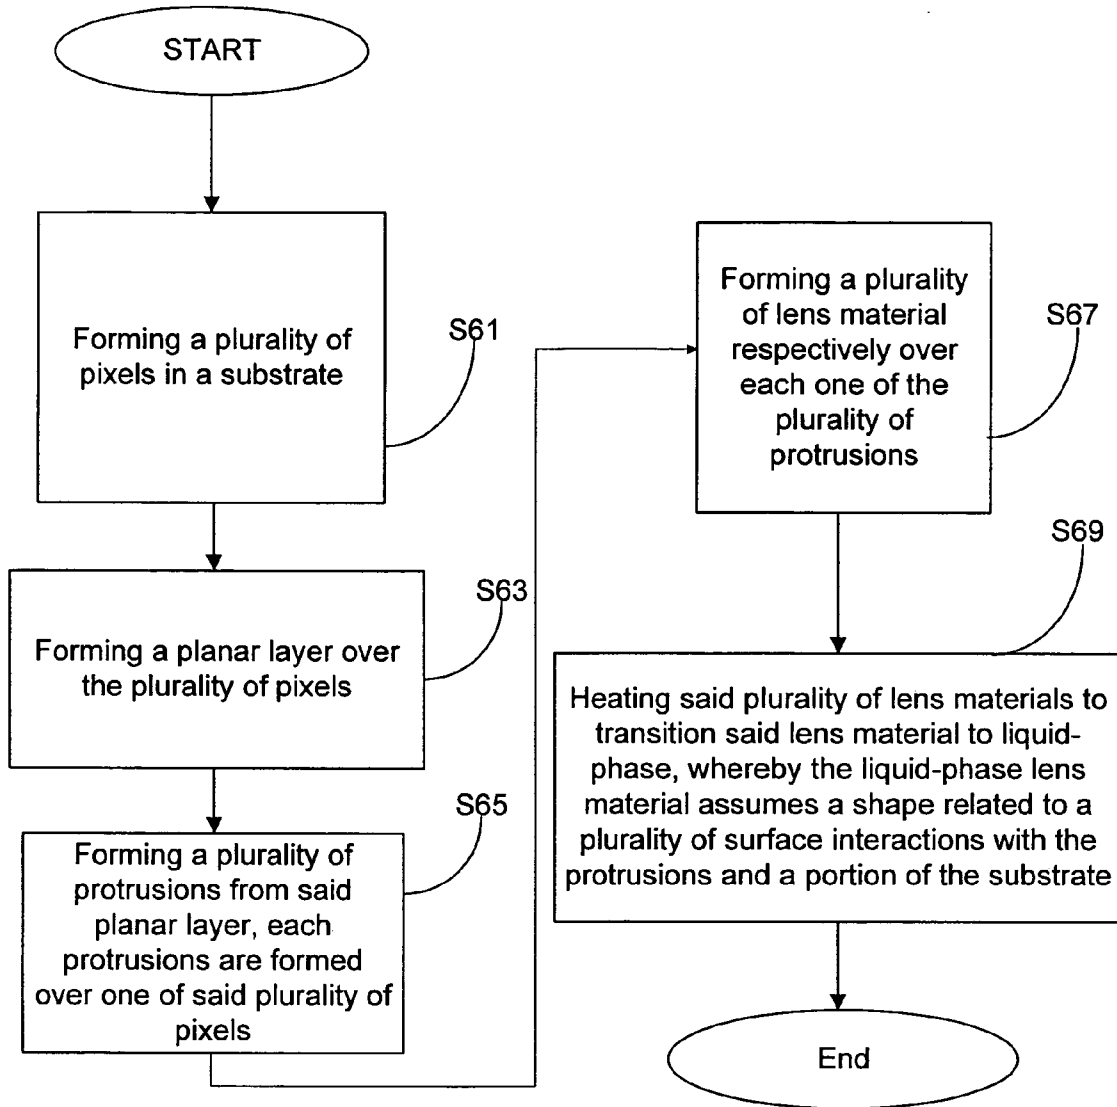 START
Forming a plurality of
pixels in a substrate
S61
Forming a planar layer over
the plurality of pixels
S63
Forming a plurality of
protrusions from said
planar layer, each
protrusions are formed
over one of said plurality of
pixels
S65
Forming a plurality
of lens material
respectively over
each one of the
plurality of
protrusions
S67
Heating said plurality of lens materials to
transition said lens material to liquid-
phase, whereby the liquid-phase lens
material assumes a shape related to a
plurality of surface interactions with the
protrusions and a portion of the substrate
S69
End